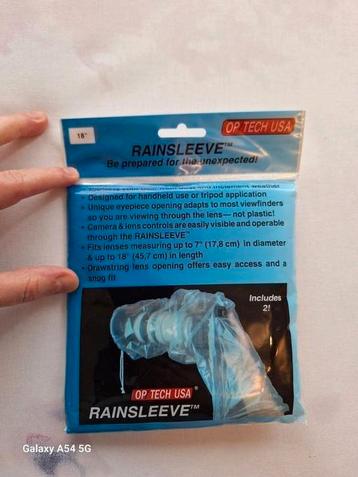 18"
OP/TECH USA
RAINSLEEVE™
Be prepared for the unexpected!
inclement weather
• Designed for handheld use or tripod application
• Unique eyepiece opening adapts to most viewfinders
so you are viewing through the lens— not plastic!
• Camera & lens controls are easily visible and operable
through the RAINSLEEVE™
• Fits lenses measuring up to 7" (17,8 cm) in diameter
& up to 18" (45,7 cm) in length
• Drawstring lens opening offers easy access and a
snug fit
Includes
2!
OP/TECH USA®
RAINSLEEVE™
Galaxy A54 5G